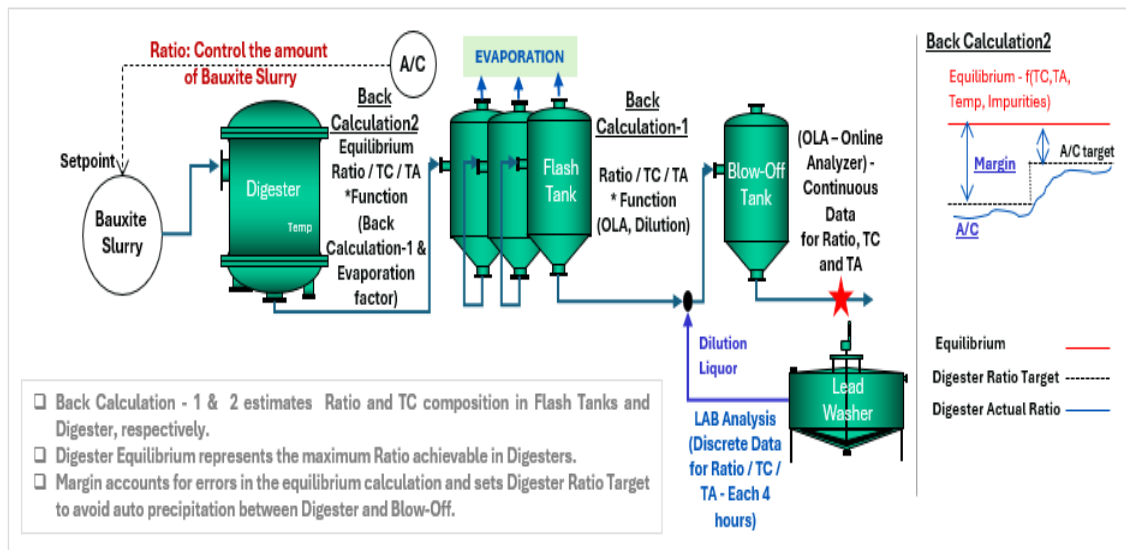 Ratio: Control the amount
of Bauxite Slurry
A/C
Setpoint
Bauxite
Slurry
Digester
Temp
Back
Calculation2
Equilibrium
Ratio / TC / TA
*Function
(Back
Calculation-1 &
Evaporation
factor)
EVAPORATION
Flash
Tank
Back
Calculation-1
Ratio / TC / TA
* Function
(OLA, Dilution)
Blow-Off
Tank
(OLA – Online
Analyzer) -
Continuous
Data
for Ratio, TC
and TA
Dilution
Liquor
Lead
Washer
LAB Analysis
(Discrete Data
for Ratio / TC /
TA - Each 4
hours)
Back Calculation2
Equilibrium - f(TC,TA,
Temp, Impurities)
Margin
A/C target
A/C
Equilibrium
Digester Ratio Target
Digester Actual Ratio
❑ Back Calculation - 1 & 2 estimates Ratio and TC composition in Flash Tanks and
Digester, respectively.
❑ Digester Equilibrium represents the maximum Ratio achievable in Digesters.
❑ Margin accounts for errors in the equilibrium calculation and sets Digester Ratio Target
to avoid auto precipitation between Digester and Blow-Off.